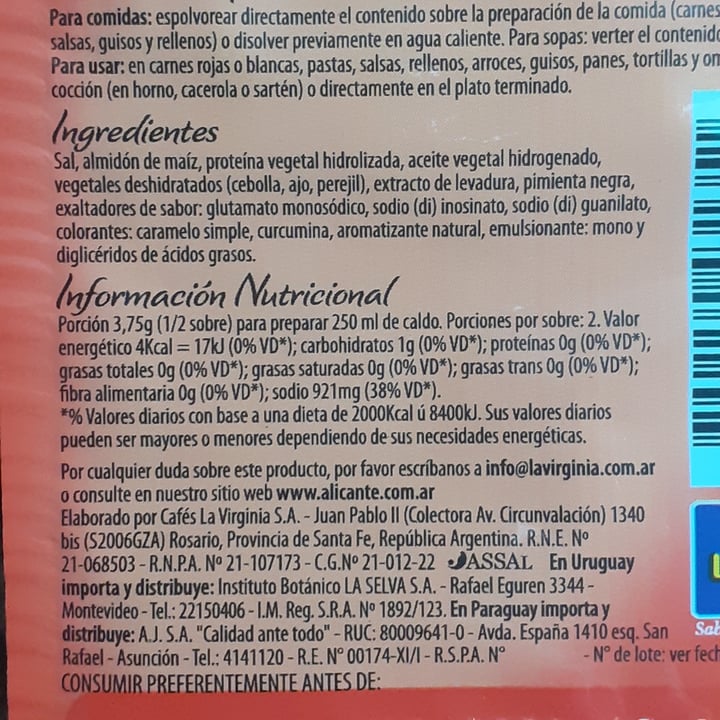 Para comidas: espolvorear directamente el contenido sobre la preparación de la comida (carnes
salsas, guisos y rellenos) o disolver previamente en agua caliente. Para sopas: verter el contenido
Para usar: en carnes rojas o blancas, pastas, salsas, rellenos, arroces, guisos, panes, tortillas y
cocción (en horno, cacerola o sartén) o directamente en el plato terminado.
Ingredientes
Sal, almidón de maíz, proteína vegetal hidrolizada, aceite vegetal hidrogenado,
vegetales deshidratados (cebolla, ajo, perejil), extracto de levadura, pimienta negra,
exaltadores de sabor: glutamato monosódico, sodio (di) inosinato, sodio (di) guanilato,
colorantes: caramelo simple, curcumina, aromatizante natural, emulsionante: mono y
diglicéridos de ácidos grasos.
Información Nutricional
Porción 3,75g (1/2 sobre) para preparar 250 ml de caldo. Porciones por sobre: 2. Valor
energético 4Kcal = 17kJ (0% VD*); carbohidratos 1g (0% VD*); proteínas 0g (0% VD*);
grasas totales 0g (0% VD*); grasas saturadas 0g (0% VD*); grasas trans 0g (0% VD*);
fibra alimentaria 0g (0% VD*); sodio 921mg (38% VD*).
*% Valores diarios con base a una dieta de 2000Kcal ú 8400kJ. Sus valores diarios
pueden ser mayores o menores dependiendo de sus necesidades energéticas.
Por cualquier duda sobre este producto, por favor escríbanos a info@lavirginia.com.ar
o consulte en nuestro sitio web www.alicante.com.ar
Elaborado por Cafés La Virginia S.A. - Juan Pablo II (Colectora Av. Circunvalación) 1340
bis (S2006GZA) Rosario, Provincia de Santa Fe, República Argentina. R.N.E. Nº
21-068503 - R.N.P.A. Nº 21-107173 - C.G.Nº 21-012-22 ASSAL En Uruguay
importa y distribuye: Instituto Botánico LA SELVA S.A. - Rafael Eguren 3344 -
Montevideo - Tel.: 22150406 - I.M. Reg. S.R.A. Nº 1892/123. En Paraguay importa y
distribuye: A.J. S.A. "Calidad ante todo" - RUC: 80009641-0 - Avda. España 1410 esq. San
Rafael - Asunción - Tel.: 4141120 - R.E. N° 00174-XI/I - R.S.P.A. N° - N° de lote: ver fech
CONSUMIR PREFERENTEMENTE ANTES DE:
Sab